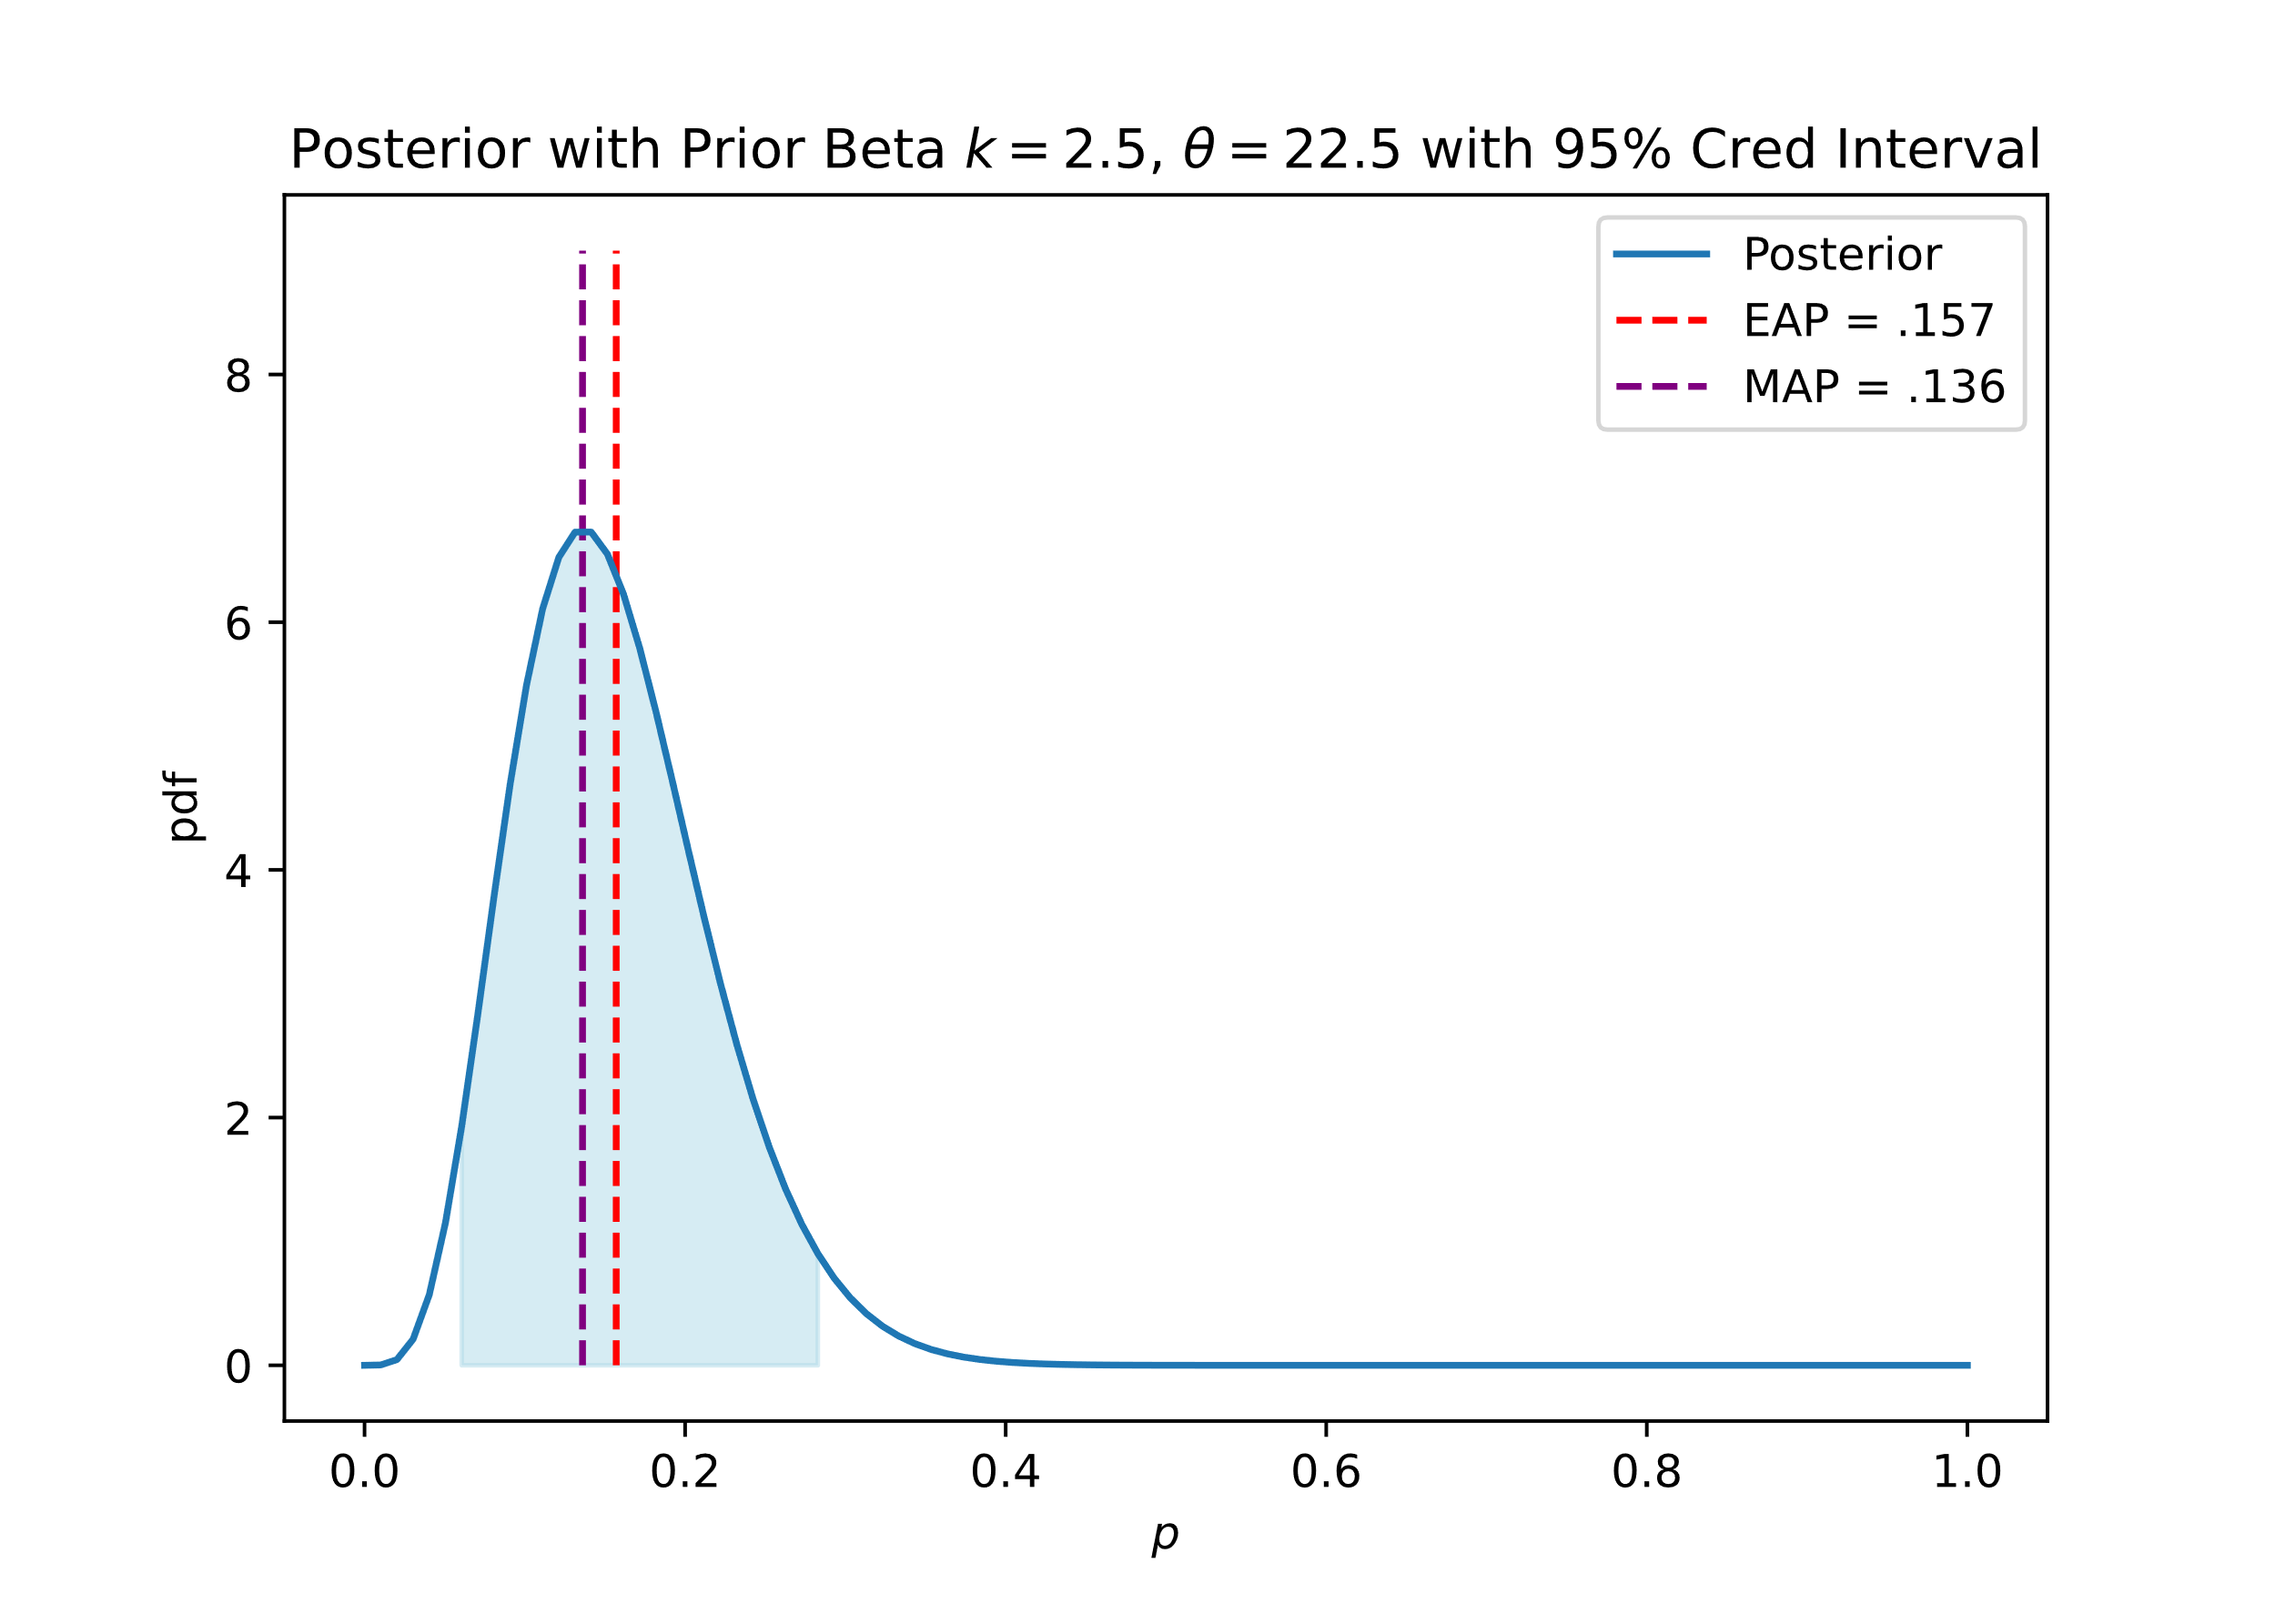 Posterior with Prior Beta k = 2.5, θ = 22.5 with 95% Cred Interval
Posterior
EAP = .157
MAP = .136
8
6
4
2
0
pdf
0.0 0.2 0.4 0.6 0.8 1.0
p